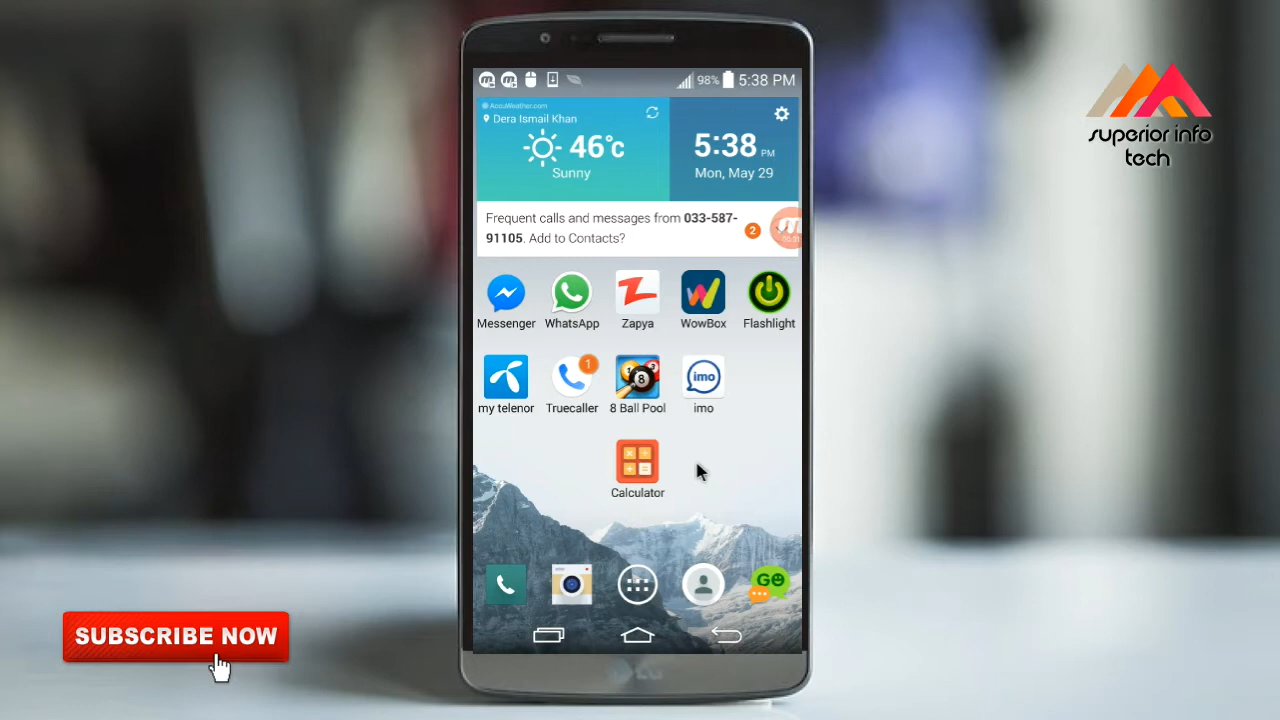 98% 5:38 PM
AccuWeather.com
Dera Ismail Khan
46°c
Sunny
5:38 PM
Mon, May 29
Frequent calls and messages from 033-587-
91105. Add to Contacts?
2
Messenger WhatsApp Zapya WowBox Flashlight
1
my telenor Truecaller 8 Ball Pool imo
imo
8
Calculator
GO
LG
superior info
tech
SUBSCRIBE NOW